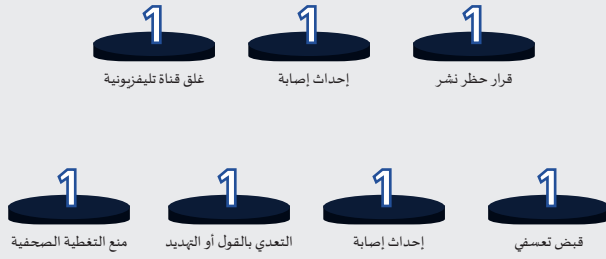 1 1 1
قرار حظر نشر إحداث إصابة غلق قناة تليفزيونية
1 1 1 1
قبض تعسفي إحداث إصابة التعدي بالقول أو التهديد منع التغطية الصحفية